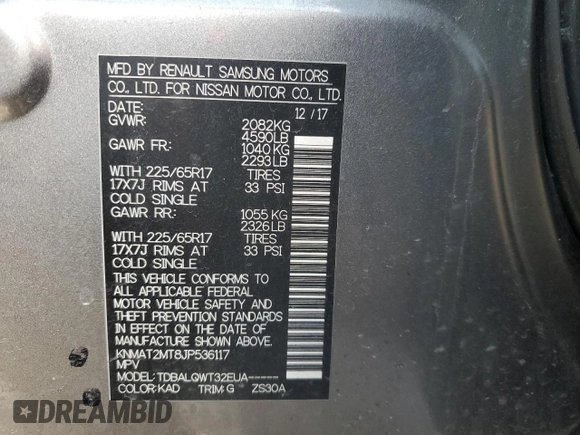 MFD BY RENAULT SAMSUNG MOTORS
CO., LTD. FOR NISSAN MOTOR CO., LTD.
DATE: 12 / 17
GVWR: 2082KG
4590LB
GAWR FR: 1040KG
2293LB
WITH 225/65R17 TIRES
17X7J RIMS AT 33 PSI
COLD SINGLE
GAWR RR: 1055 KG
2326LB
WITH 225/65R17 TIRES
17X7J RIMS AT 33 PSI
COLD SINGLE
THIS VEHICLE CONFORMS TO
ALL APPLICABLE FEDERAL
MOTOR VEHICLE SAFETY AND
THEFT PREVENTION STANDARDS
IN EFFECT ON THE DATE OF
MANUFACTURE SHOWN ABOVE.
KNMAT2MT8JP536117
MPV
MODEL: TDBALQWT32EUA-----
COLOR: KAD TRIM: G ZS30A
DREAMBID